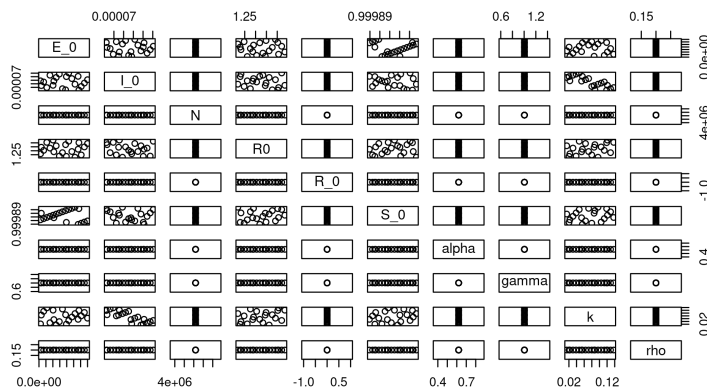 0.00007 1.25 0.99989 0.6 1.2 0.15
E_0 0.0e+00
0.00007 I_0
N 4e+06
1.25 R0
R_0 -1.0
0.99989 S_0
alpha 0.4
0.6 gamma
k 0.02
0.15 rho
0.0e+00 4e+06 -1.0 0.5 0.4 0.7 0.02 0.12